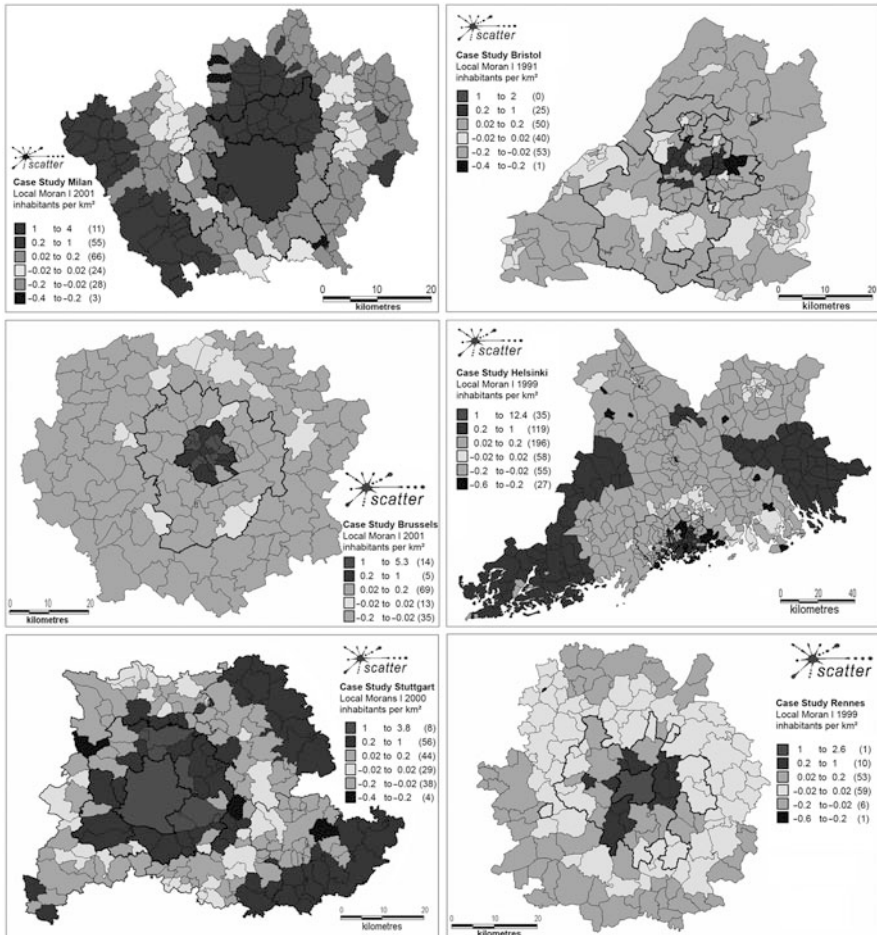 scatter
Case Study Milan
Local Moran I 2001
inhabitants per km²
1 to 4 (11)
0.2 to 1 (55)
0.02 to 0.2 (66)
-0.02 to 0.02 (24)
-0.2 to -0.02 (28)
-0.4 to -0.2 (3)
0 10 20
kilometres
scatter
Case Study Bristol
Local Moran I 1991
inhabitants per km²
1 to 2 (0)
0.2 to 1 (25)
0.02 to 0.2 (50)
-0.02 to 0.02 (40)
-0.2 to -0.02 (53)
-0.4 to -0.2 (1)
0 10 20
kilometres
scatter
Case Study Brussels
Local Moran I 2001
inhabitants per km²
1 to 5.3 (14)
0.2 to 1 (5)
0.02 to 0.2 (69)
-0.02 to 0.02 (13)
-0.2 to -0.02 (35)
0 10 20
kilometres
scatter
Case Study Helsinki
Local Moran I 1999
inhabitants per km²
1 to 12.4 (35)
0.2 to 1 (119)
0.02 to 0.2 (196)
-0.02 to 0.02 (58)
-0.2 to -0.02 (55)
-0.6 to -0.2 (27)
0 20 40
kilometres
scatter
Case Study Stuttgart
Local Morans I 2000
inhabitants per km²
1 to 3.8 (8)
0.2 to 1 (56)
0.02 to 0.2 (44)
-0.02 to 0.02 (29)
-0.2 to -0.02 (38)
-0.4 to -0.2 (4)
0 10 20
kilometres
scatter
Case Study Rennes
Local Moran I 1999
inhabitants per km²
1 to 2.6 (1)
0.2 to 1 (10)
0.02 to 0.2 (53)
-0.02 to 0.02 (59)
-0.2 to -0.02 (6)
-0.6 to -0.2 (1)
0 10 20
kilometres